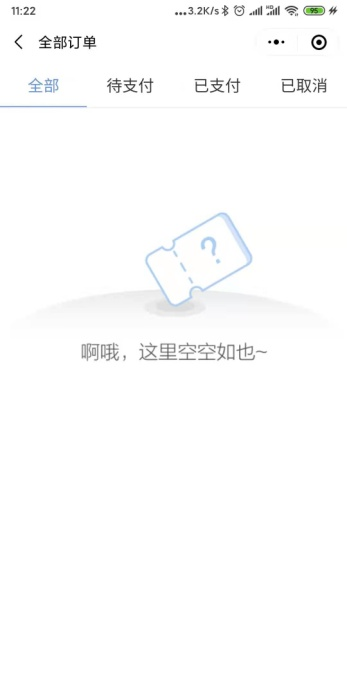 11:22
...3.2K/s
HD
95
全部订单
全部
待支付
已支付
已取消
?
啊哦，这里空空如也~